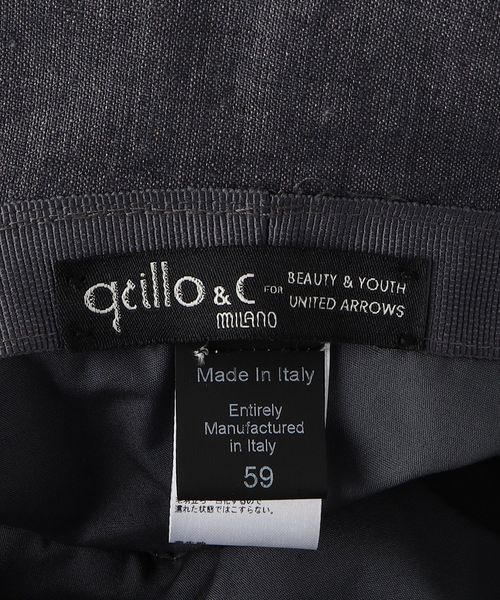 qcillo & C FOR BEAUTY & YOUTH
UNITED ARROWS
MILANO
Made In Italy
Entirely
Manufactured
in Italy
59
濡れた状態ではこすらない。